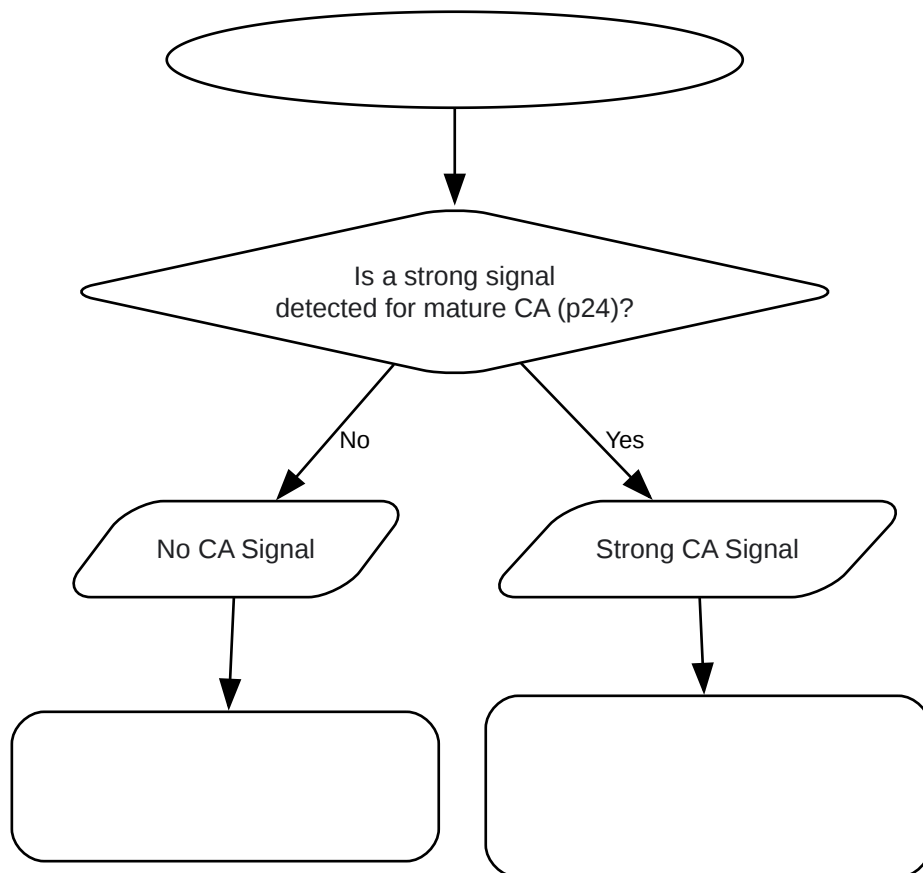 Is a strong signal
detected for mature CA (p24)?
No
Yes
No CA Signal
Strong CA Signal